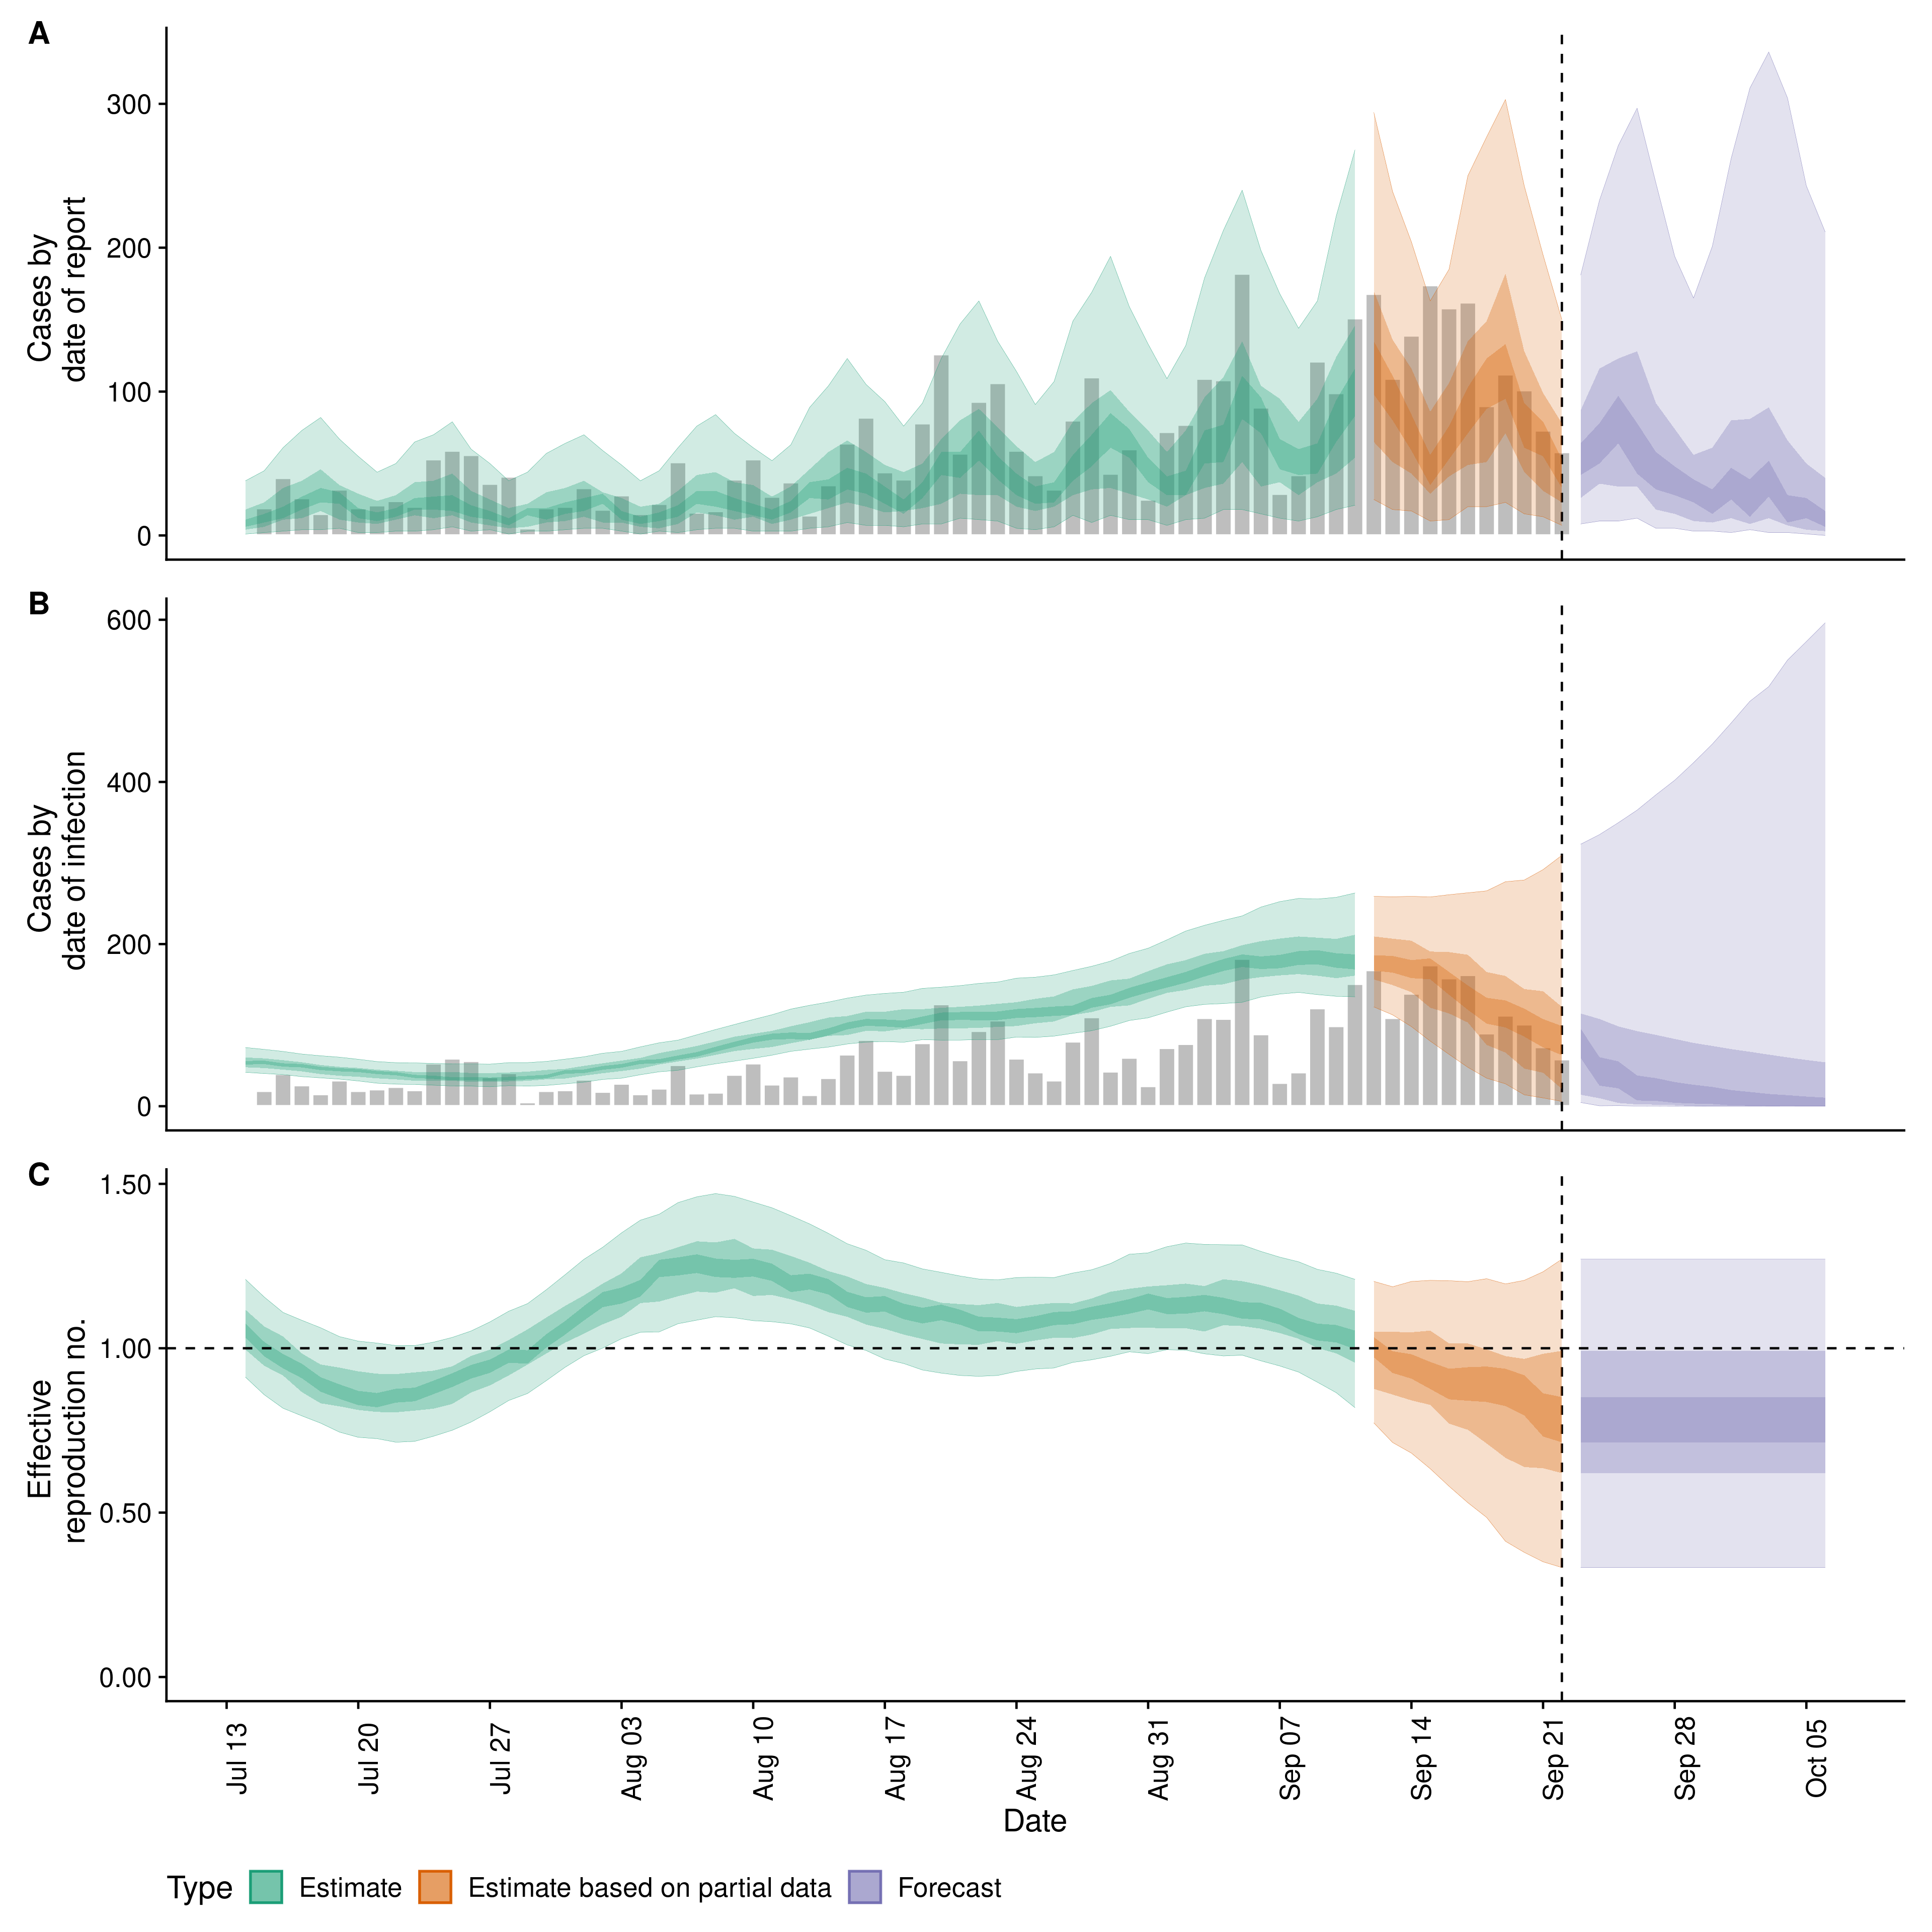 A
300
200
100
0
Cases by
date of report
B
600
400
200
0
Cases by
date of infection
C
1.50
1.00
0.50
0.00
Effective
reproduction no.
Jul 13
Jul 20
Jul 27
Aug 03
Aug 10
Aug 17
Aug 24
Aug 31
Sep 07
Sep 14
Sep 21
Sep 28
Oct 05
Date
Type Estimate Estimate based on partial data Forecast